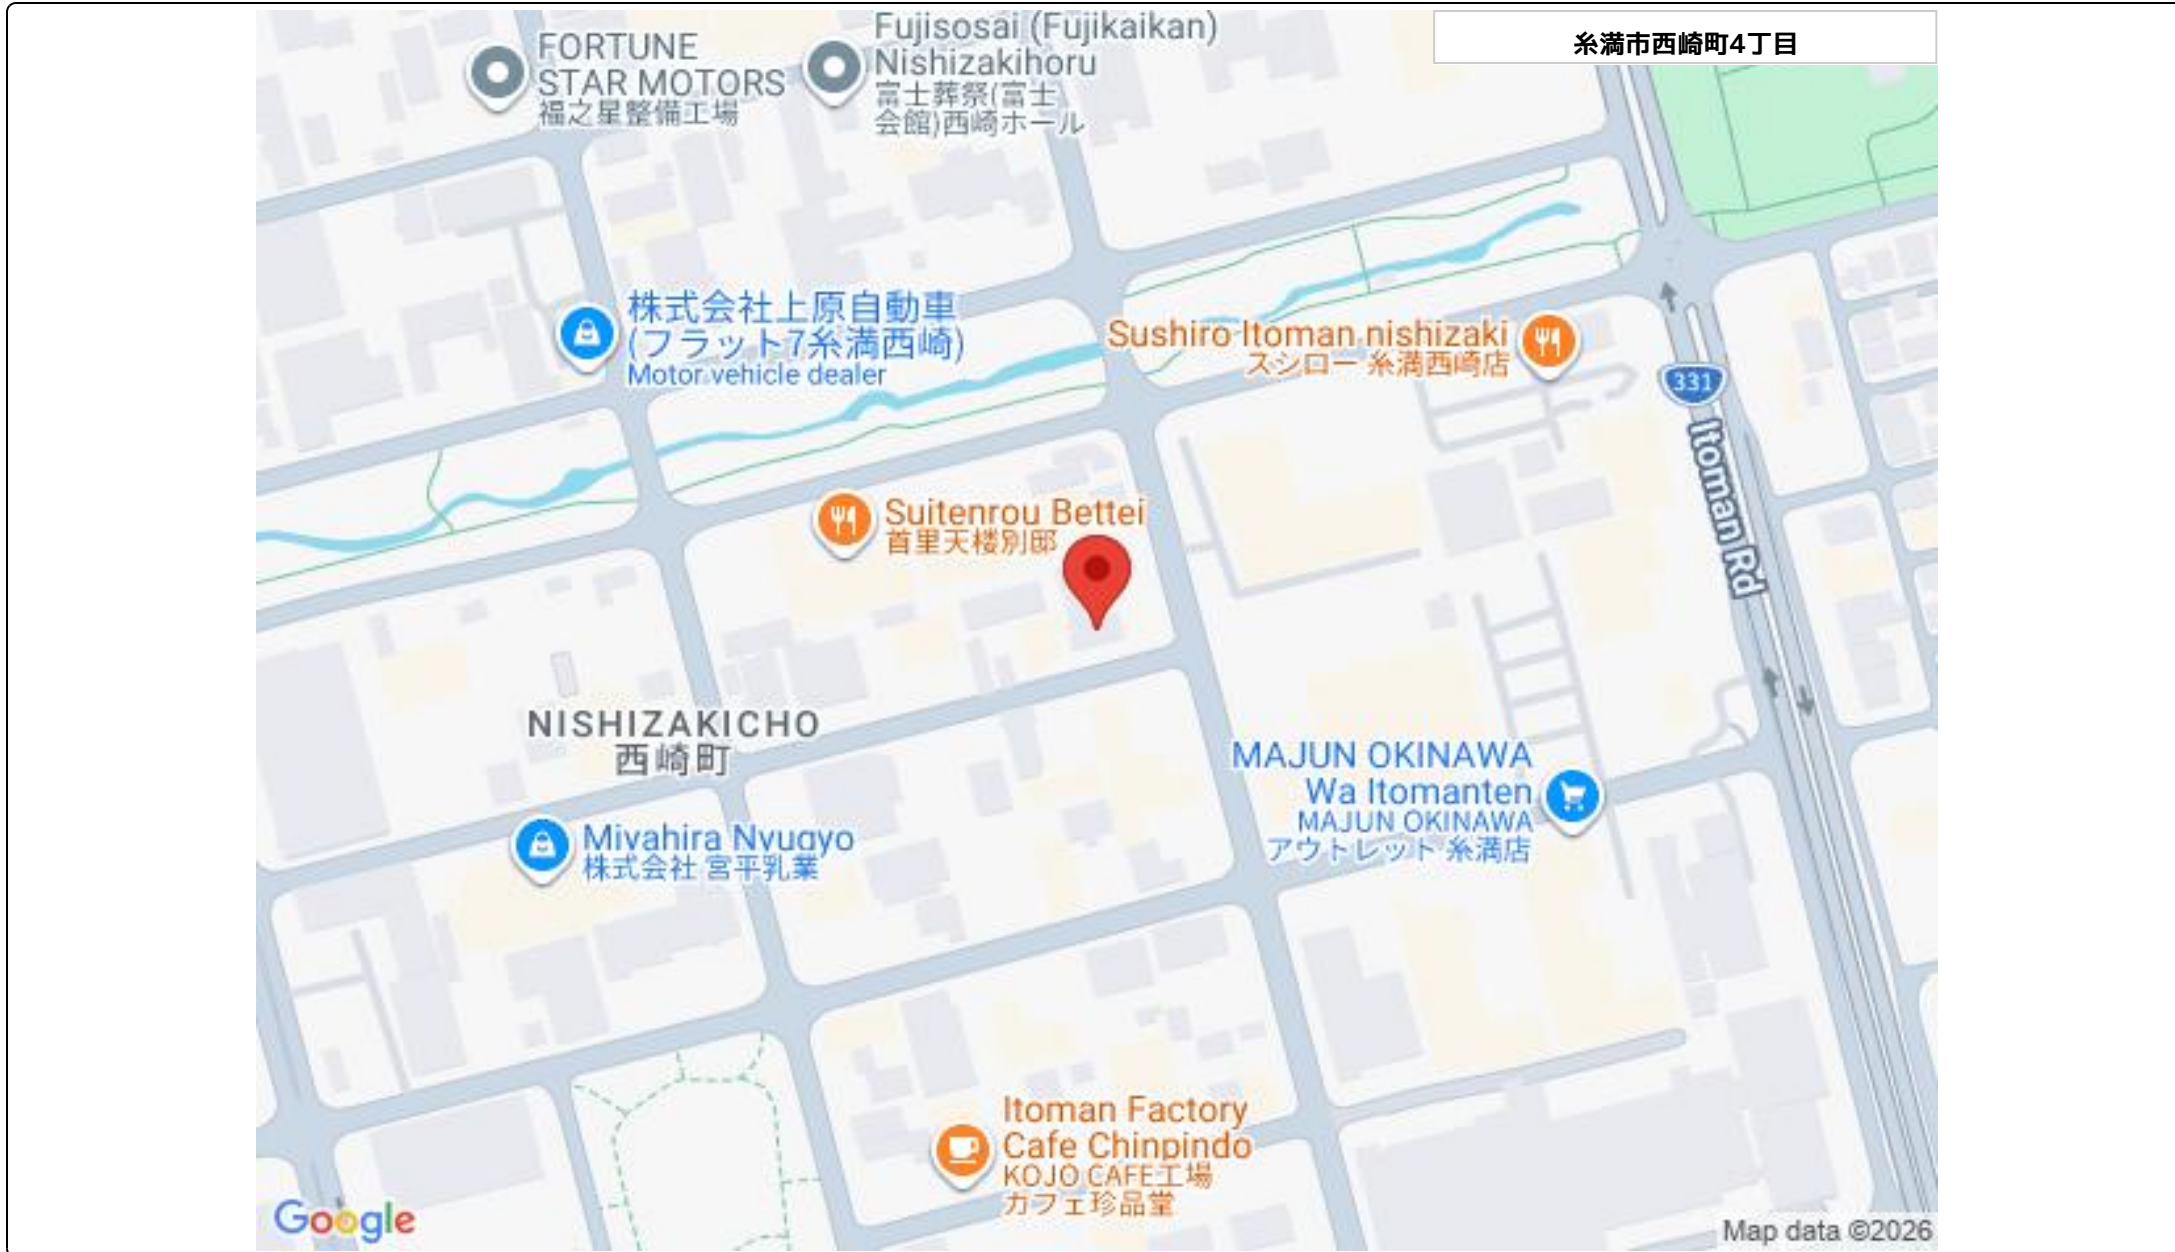 糸満市西崎町4丁目
FORTUNE
STAR MOTORS
福之星整備工場
Fujisosai (Fujikaikan)
Nishizakihoru
富士葬祭(富士
会館)西崎ホール
株式会社上原自動車
(フラット7糸満西崎)
Motor vehicle dealer
Sushiro Itoman nishizaki
スシロー 糸満西崎店
331
Itoman Rd
Suitenrou Bettei
首里天楼別邸
NISHIZAKICHO
西崎町
MAJUN OKINAWA
Wa Itomanten
MAJUN OKINAWA
アウトレット 糸満店
Miyahira Nyugyo
株式会社 宮平乳業
Itoman Factory
Cafe Chinpindo
KOJO CAFE工場
カフェ珍品堂
Google
Map data ©2026